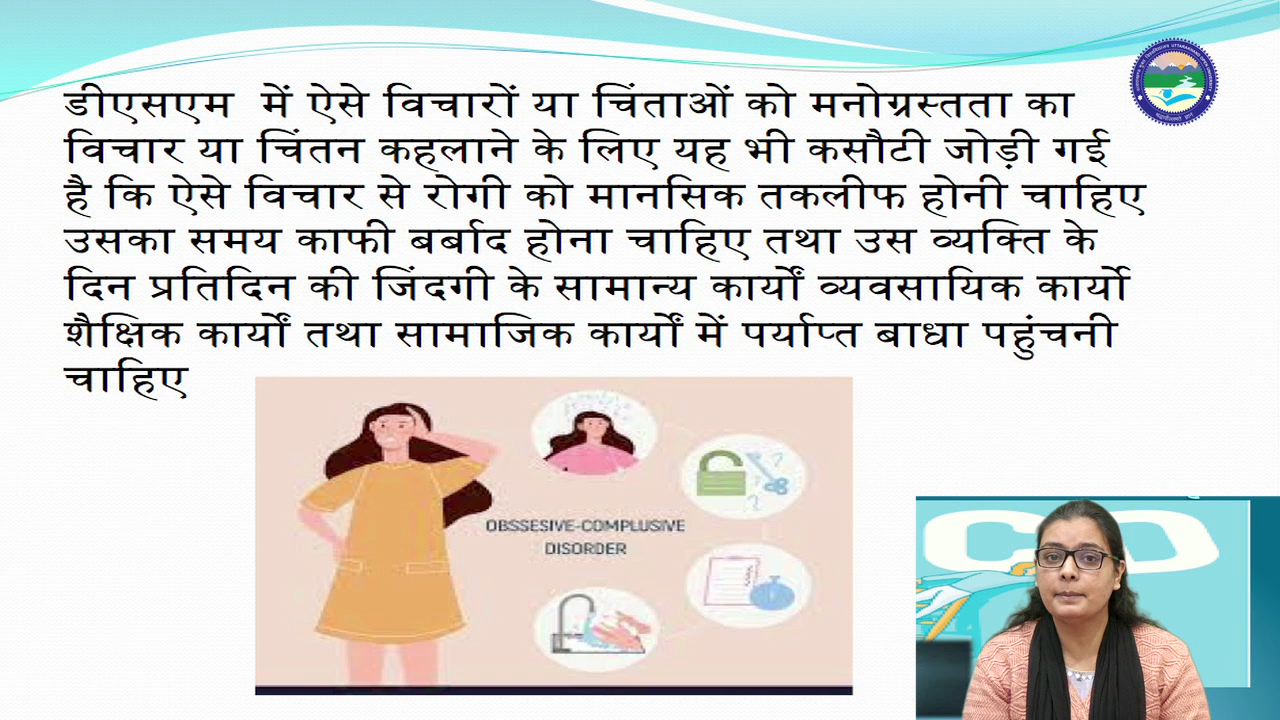 डीएसएम में ऐसे विचारों या चिंताओं को मनोग्रस्तता का
विचार या चिंतन कहलाने के लिए यह भी कसौटी जोड़ी गई
है कि ऐसे विचार से रोगी को मानसिक तकलीफ होनी चाहिए
उसका समय काफी बर्बाद होना चाहिए तथा उस व्यक्ति के
दिन प्रतिदिन की जिंदगी के सामान्य कार्यों व्यवसायिक कार्यो
शैक्षिक कार्यों तथा सामाजिक कार्यों में पर्याप्त बाधा पहुंचनी
चाहिए
OBSSESIVE-COMPLUSIVE
DISORDER